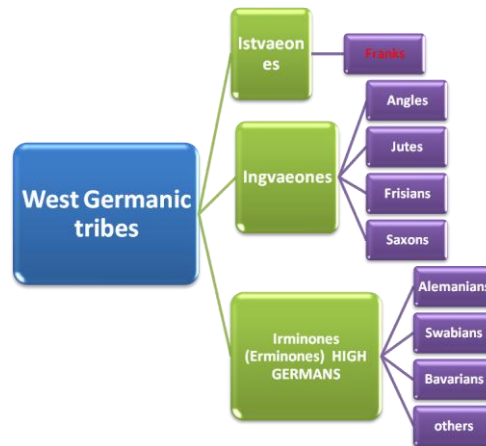 West Germanic
tribes
Istvaeon
es
Franks
Ingvaeones
Angles
Jutes
Frisians
Saxons
Irminones
(Erminones) HIGH
GERMANS
Alemanians
Swabians
Bavarians
others